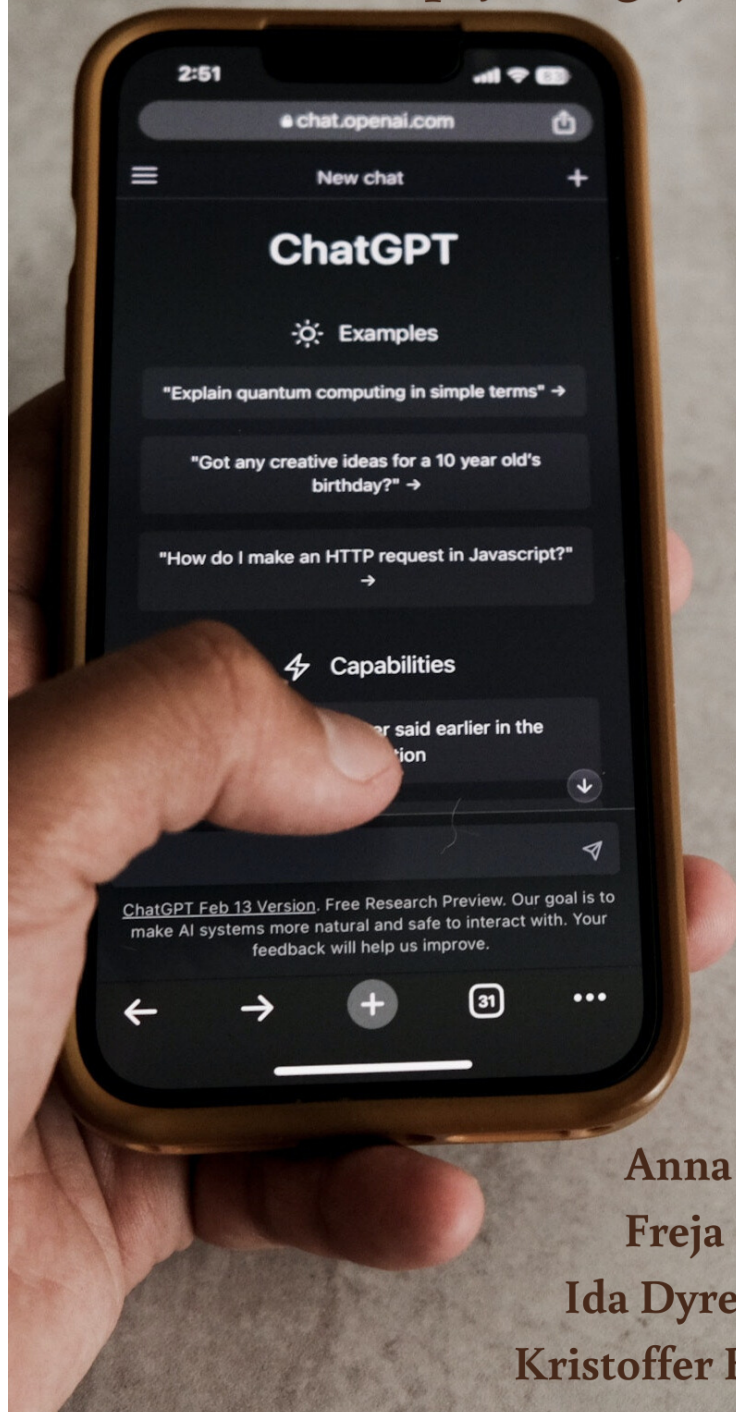 2:51
chat.openai.com
New chat
ChatGPT
Examples
"Explain quantum computing in simple terms" →
"Got any creative ideas for a 10 year old's
birthday?" →
"How do I make an HTTP request in Javascript?"
→
Capabilities
said earlier in the
ChatGPT Feb 13 Version. Free Research Preview. Our goal is to
make AI systems more natural and safe to interact with. Your
feedback will help us improve.
31
Anna
Freja
Ida Dyre
Kristoffer